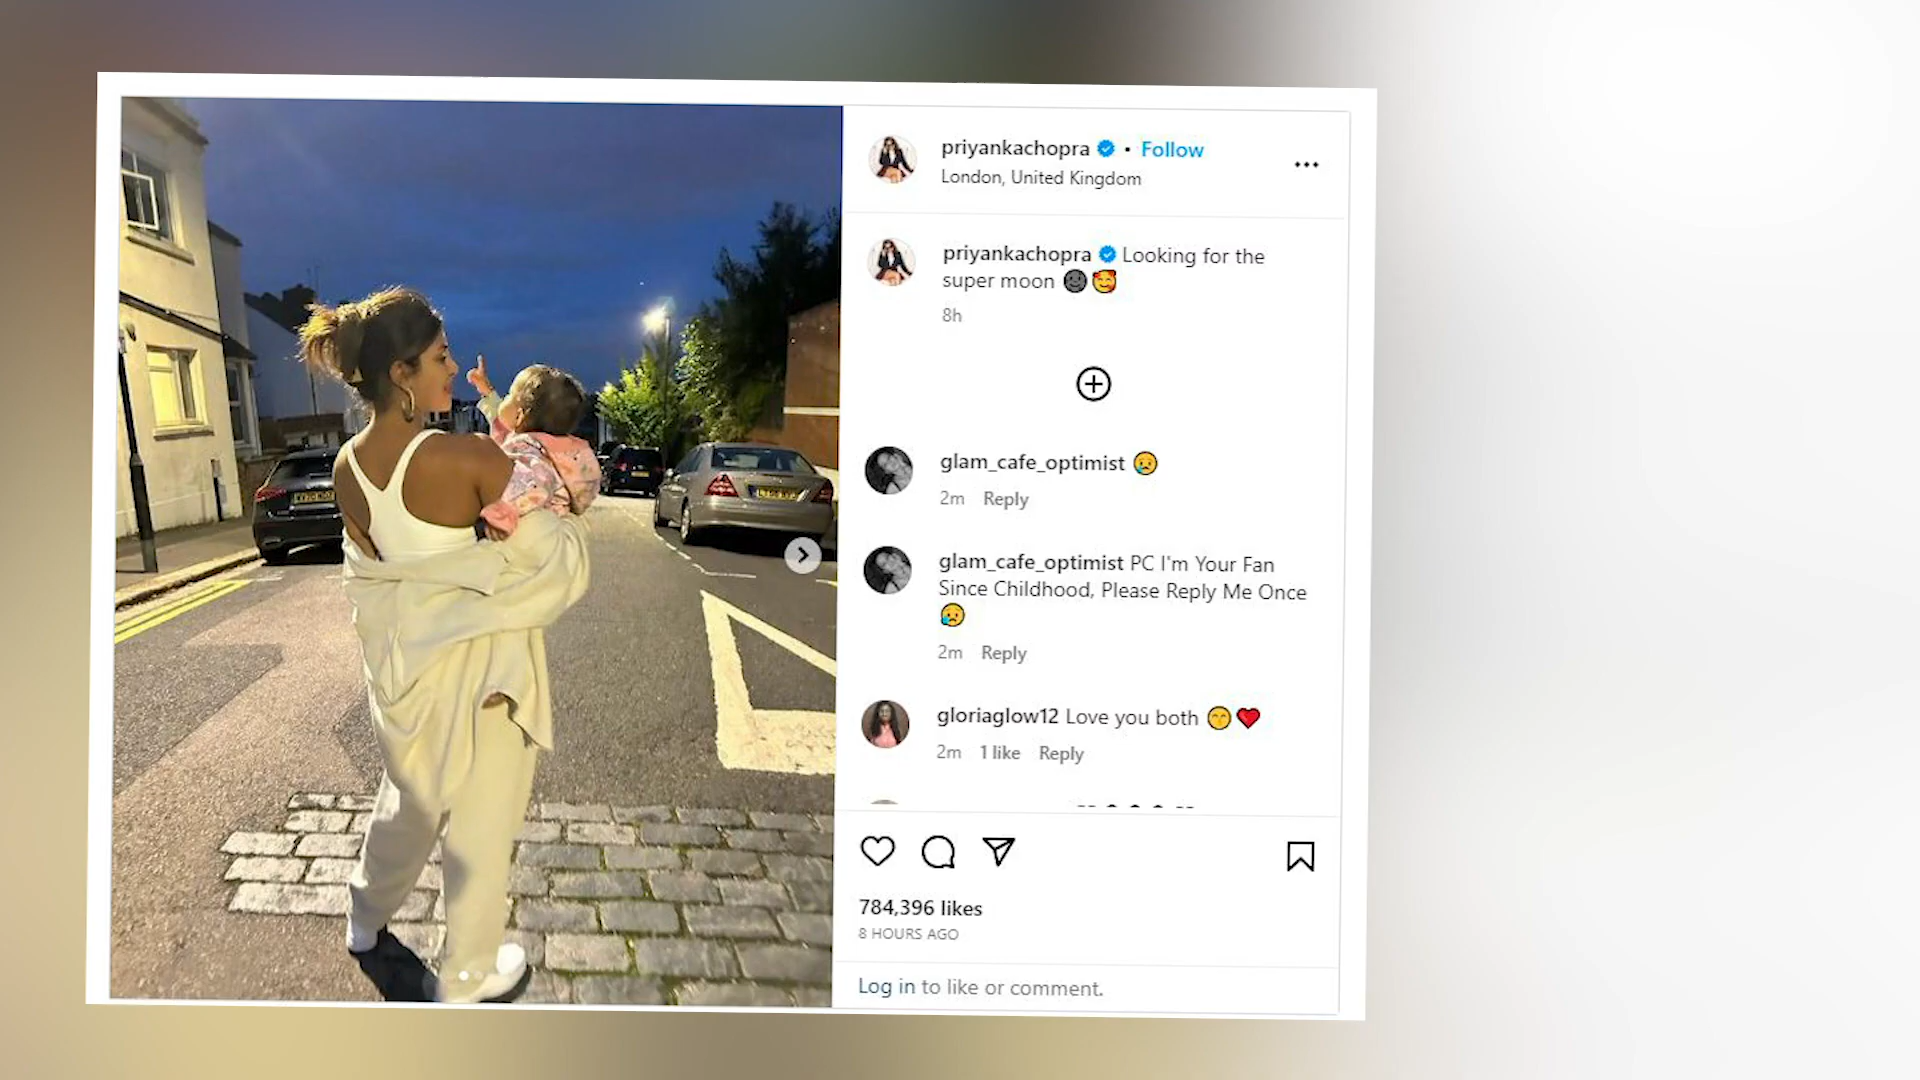 priyankachopra • Follow
London, United Kingdom
priyankachopra Looking for the
super moon 🌚🥰
8h
glam_cafe_optimist 😢
2m Reply
glam_cafe_optimist PC I'm Your Fan
Since Childhood, Please Reply Me Once
😢
2m Reply
gloriaglow12 Love you both 😙❤️
2m 1 like Reply
784,396 likes
8 HOURS AGO
Log in to like or comment.